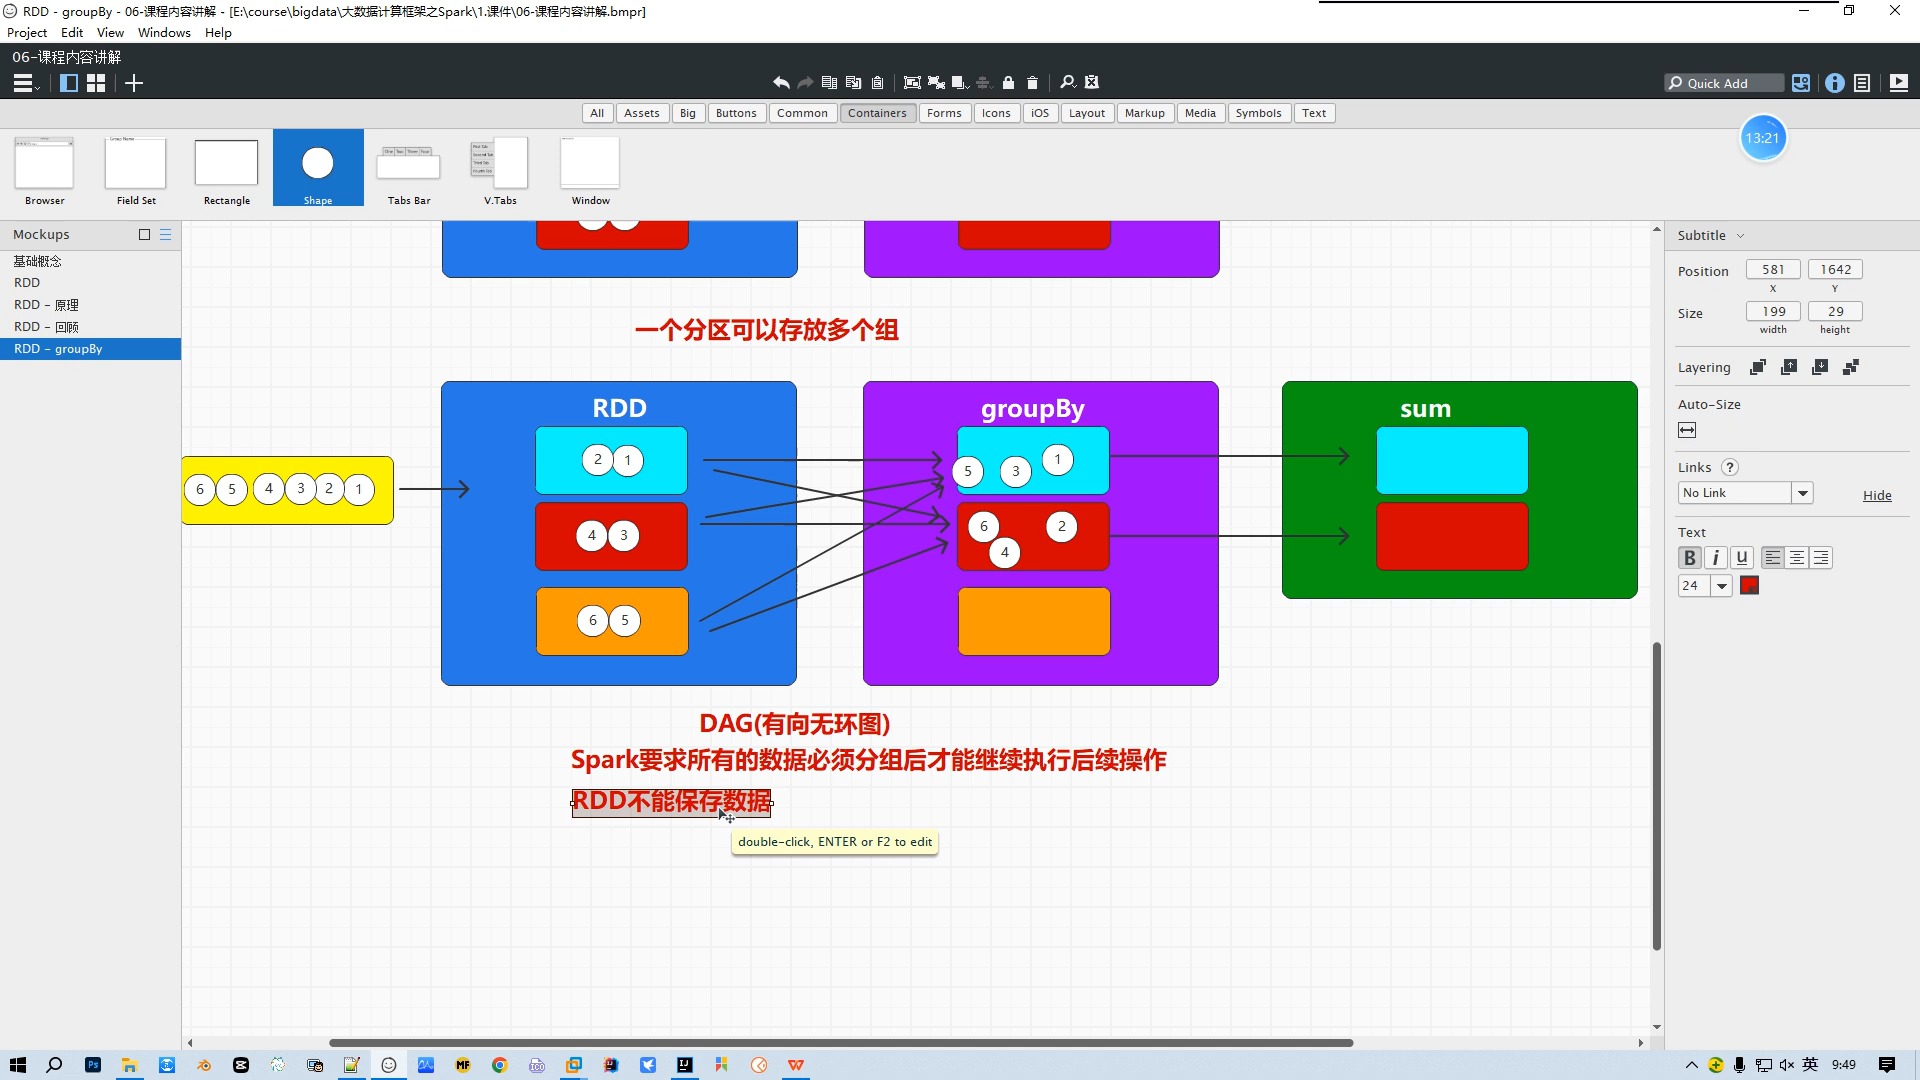 RDD - groupBy - 06-课程内容讲解 - [E:\course\bigdata\大数据计算框架之Spark\1.课件\06-课程内容讲解.bmpr]
Project Edit View Windows Help
06-课程内容讲解
Quick Add
All Assets Big Buttons Common Containers Forms Icons iOS Layout Markup Media Symbols Text
13:21
Browser Field Set Rectangle Shape Tabs Bar V.Tabs Window
Mockups
基础概念
RDD
RDD - 原理
RDD - 回顾
RDD - groupBy
一个分区可以存放多个组
RDD groupBy sum
2 1
5 3 1
6 5 4 3 2 1
4 3
6 2
4
6 5
DAG(有向无环图)
Spark要求所有的数据必须分组后才能继续执行后续操作
RDD不能保存数据
double-click, ENTER or F2 to edit
Subtitle
Position 581 1642
X Y
Size 199 29
width height
Layering
Auto-Size
Links ?
No Link Hide
Text
B i U
24
英 9:49